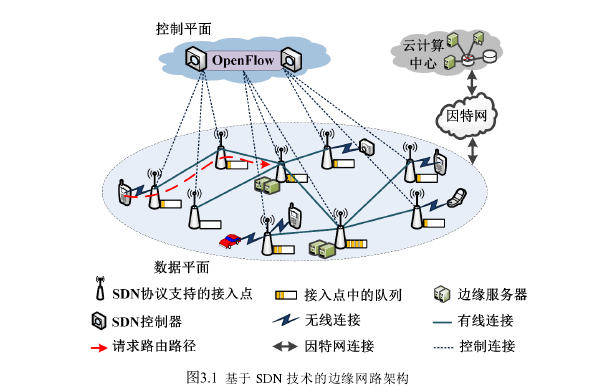 控制平面
OpenFlow
云计算
中心
因特网
数据平面
SDN协议支持的接入点
接入点中的队列
边缘服务器
SDN控制器
无线连接
有线连接
请求路由路径
因特网连接
控制连接
图3.1 基于 SDN 技术的边缘网路架构